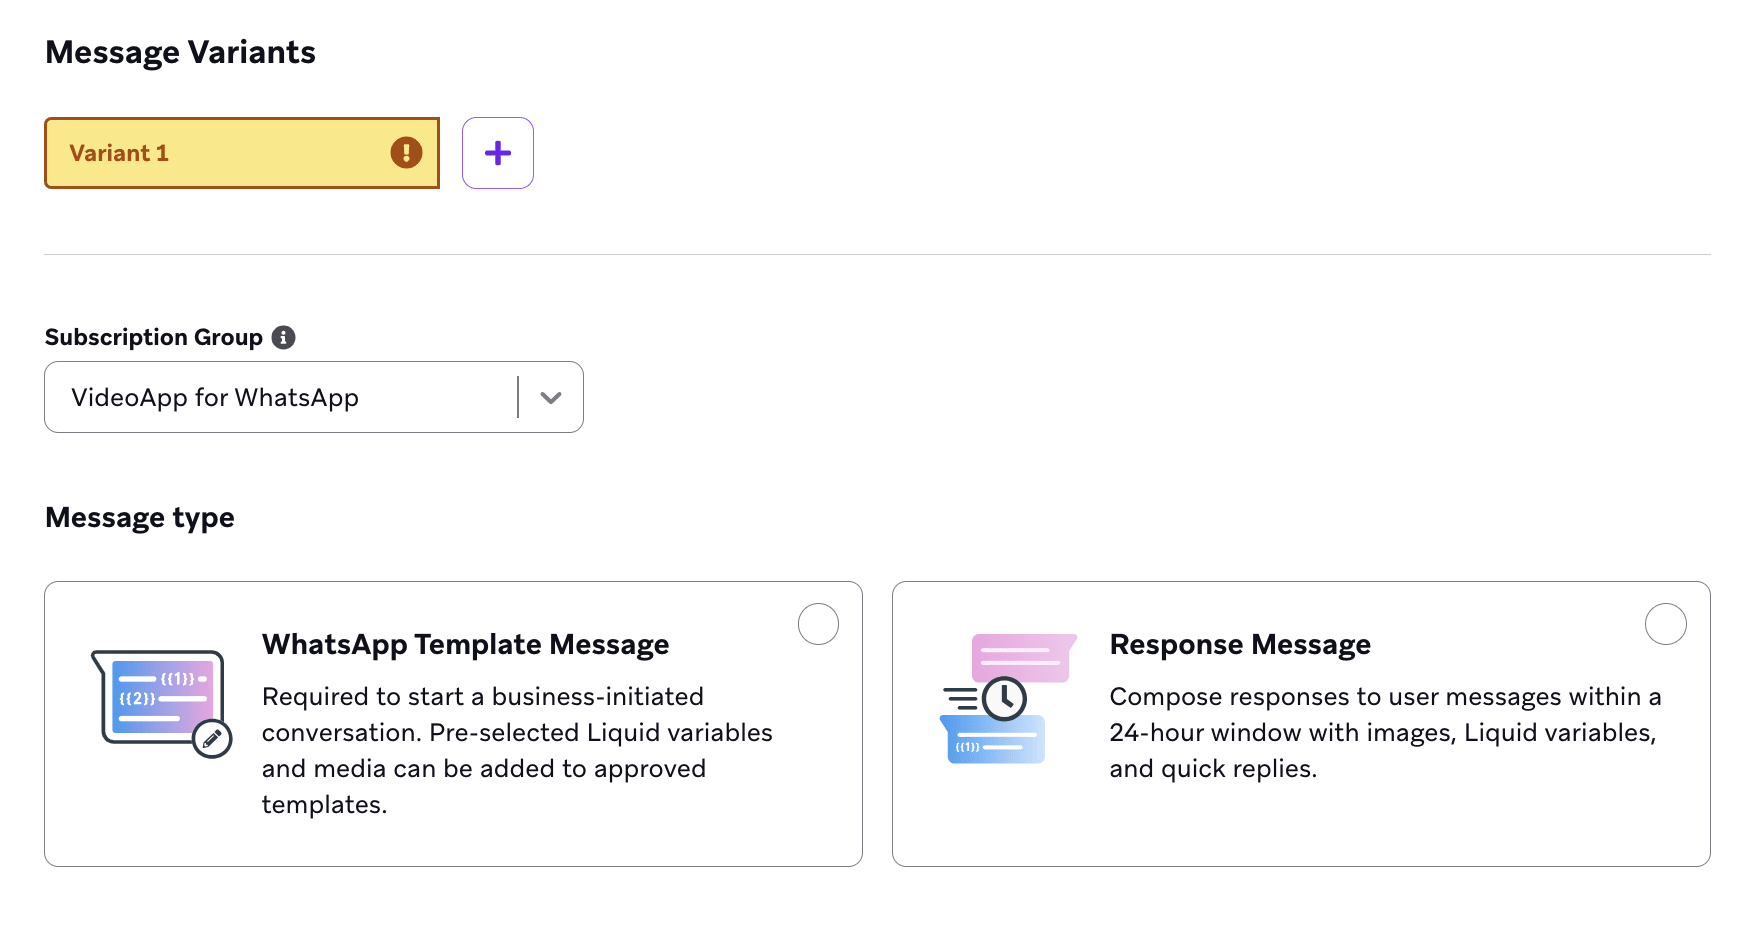 Message Variants
Variant 1
Subscription Group
VideoApp for WhatsApp
Message type
{{1}}
{{2}}
WhatsApp Template Message
Required to start a business-initiated
conversation. Pre-selected Liquid variables
and media can be added to approved
templates.
{{1}}
Response Message
Compose responses to user messages within a
24-hour window with images, Liquid variables,
and quick replies.